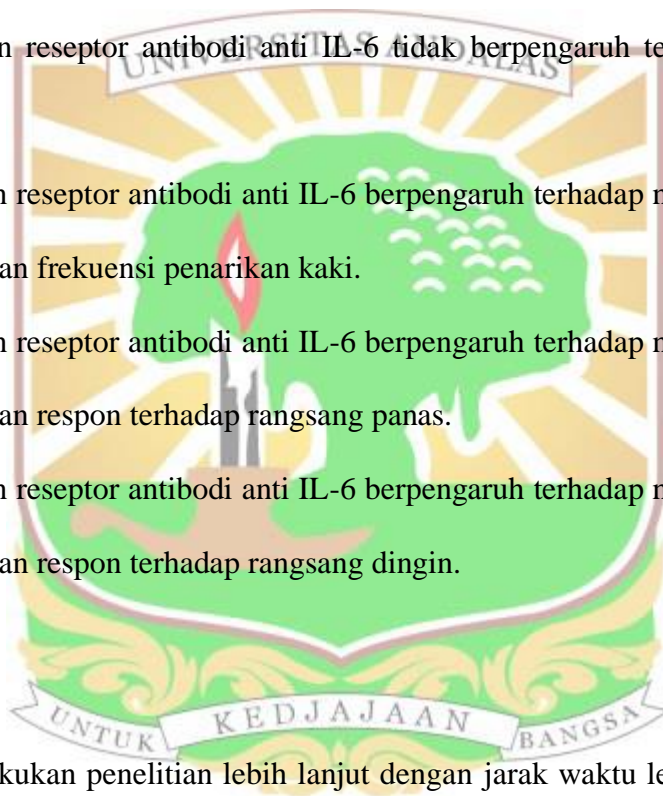 n reseptor antibodi anti IL-6 tidak berpengaruh te
UNIVERSITAS ANDALAS
n reseptor antibodi anti IL-6 berpengaruh terhadap n
an frekuensi penarikan kaki.
n reseptor antibodi anti IL-6 berpengaruh terhadap n
an respon terhadap rangsang panas.
n reseptor antibodi anti IL-6 berpengaruh terhadap n
an respon terhadap rangsang dingin.
UNTUK KEDJAJAAN BANGSA
kukan penelitian lebih lanjut dengan jarak waktu le